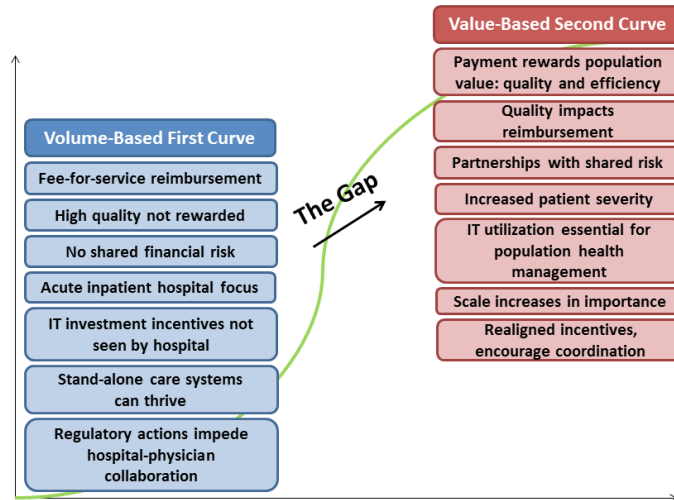 Value-Based Second Curve
Payment rewards population
value: quality and efficiency
Quality impacts
reimbursement
Partnerships with shared risk
Increased patient severity
IT utilization essential for
population health
management
Scale increases in importance
Realigned incentives,
encourage coordination
The Gap
Volume-Based First Curve
Fee-for-service reimbursement
High quality not rewarded
No shared financial risk
Acute inpatient hospital focus
IT investment incentives not
seen by hospital
Stand-alone care systems
can thrive
Regulatory actions impede
hospital-physician
collaboration